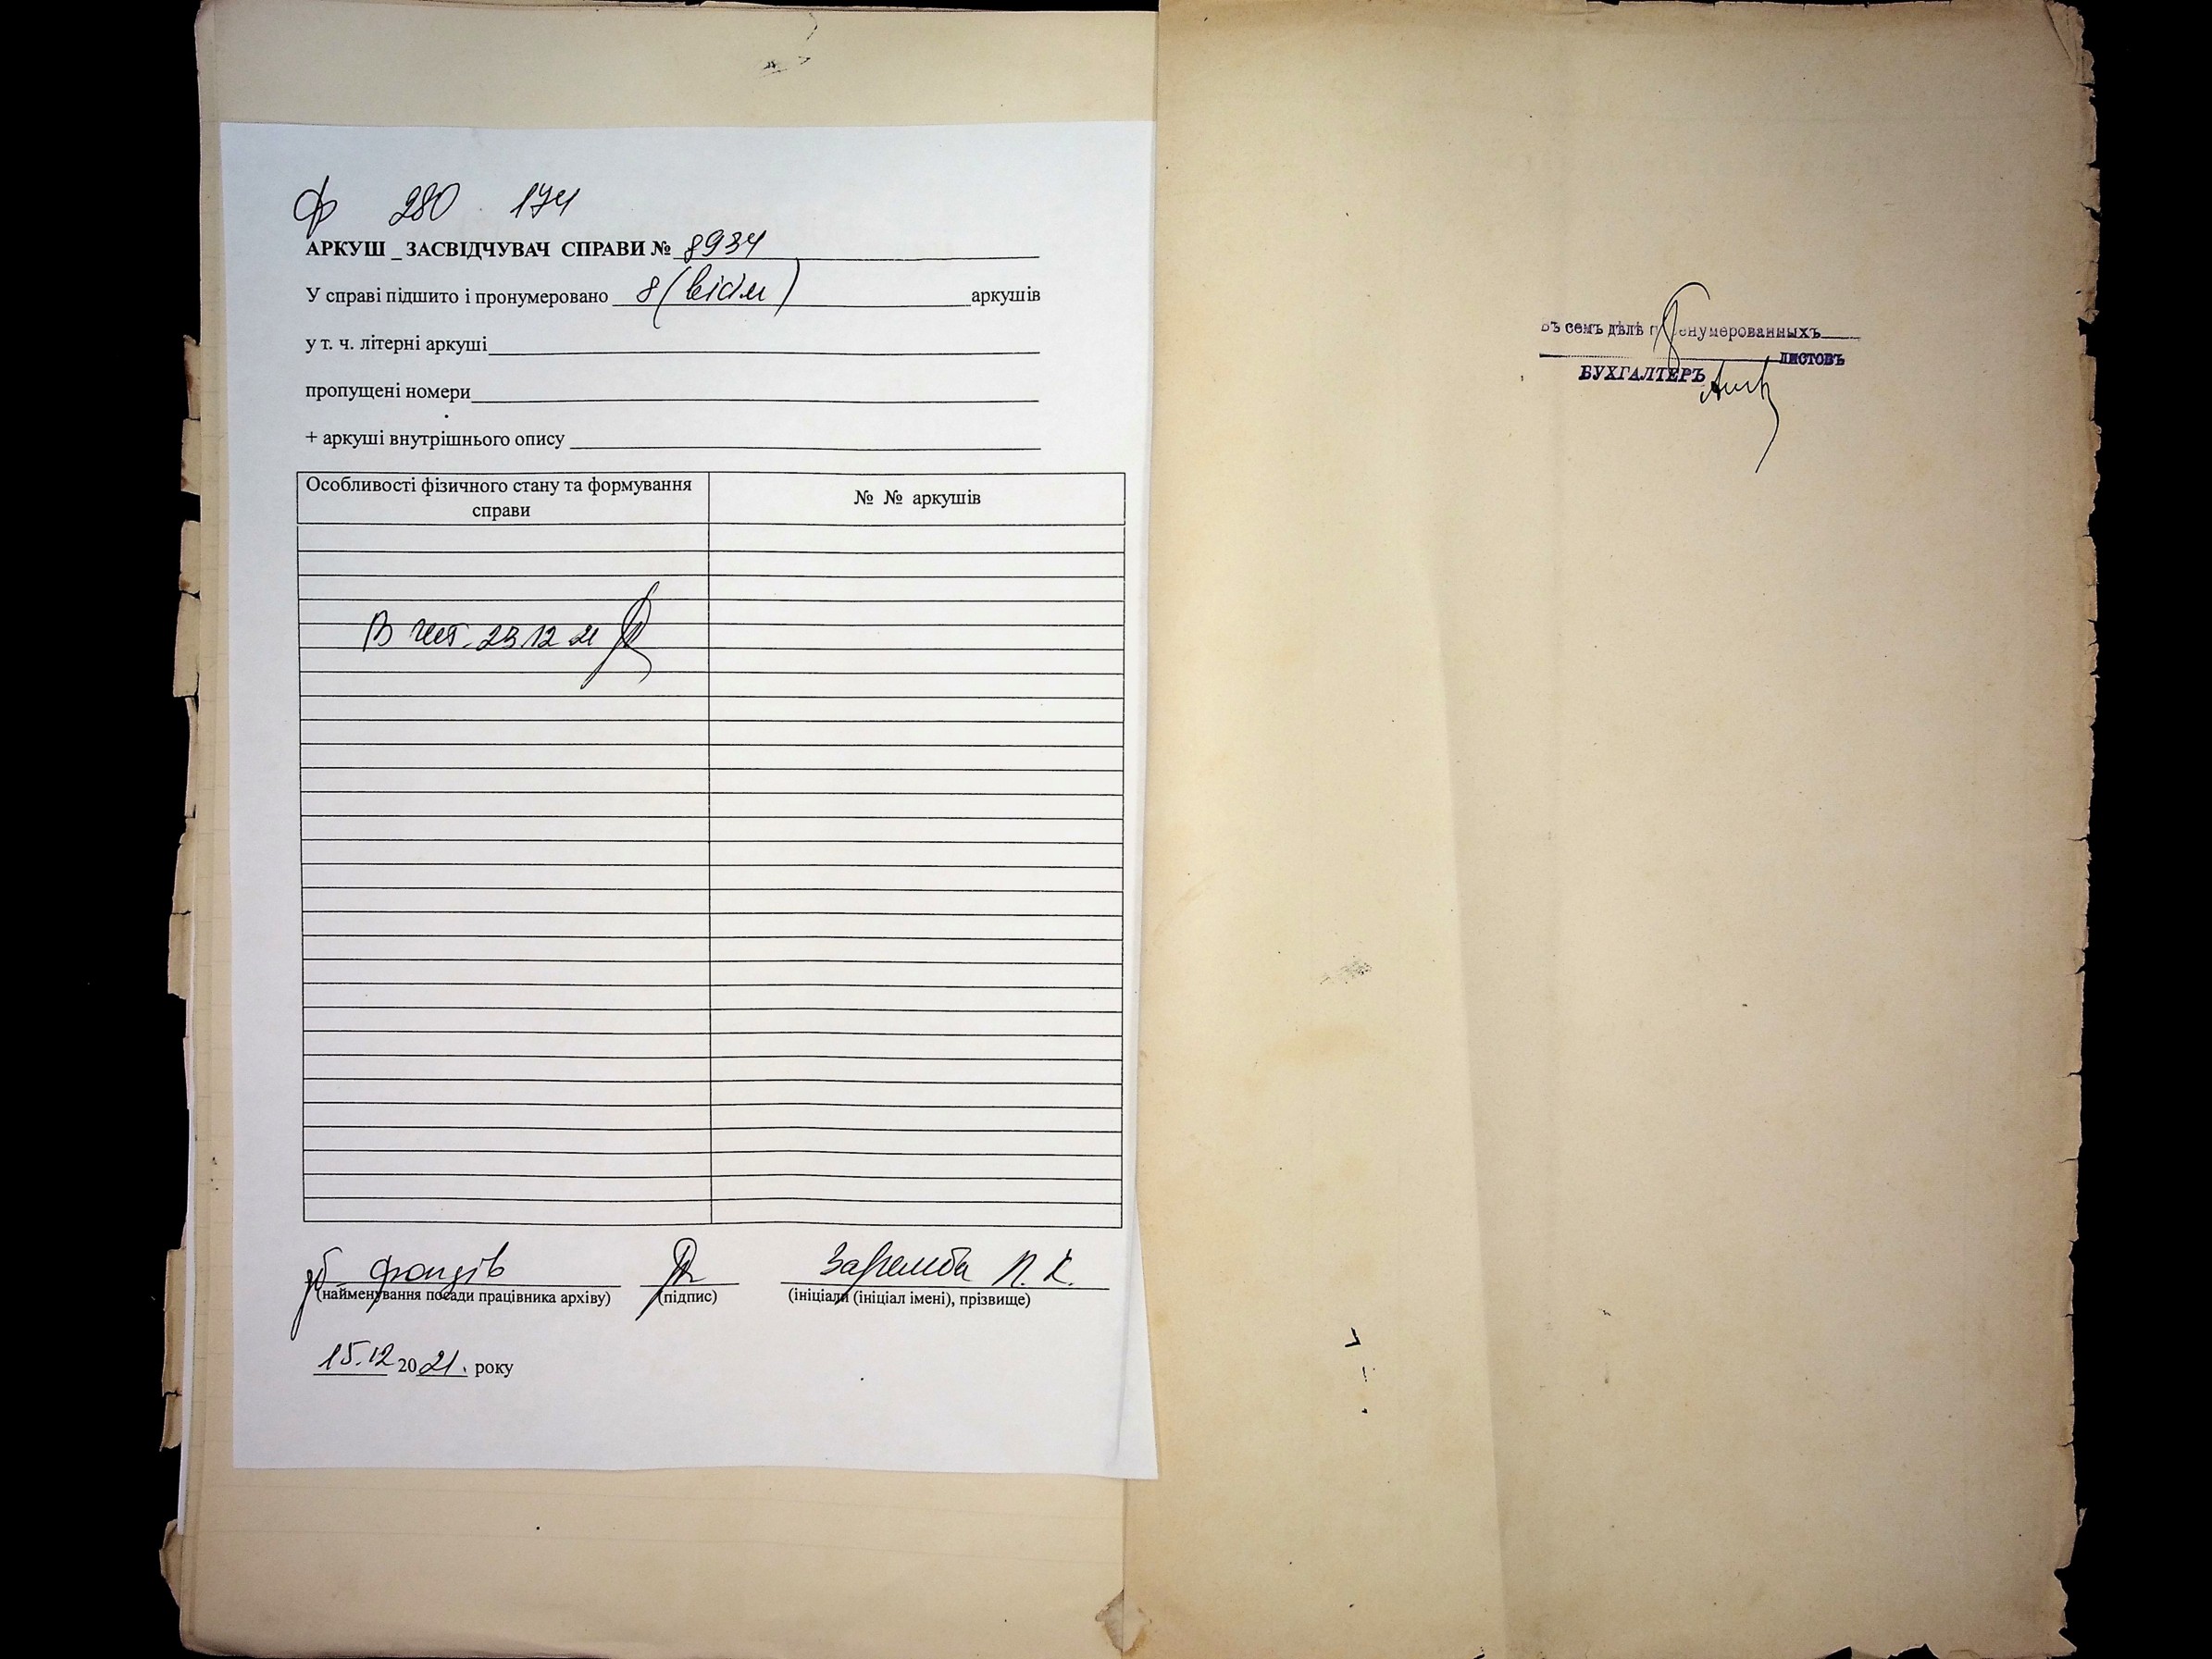 Ф 280 174
АРКУШ _ ЗАСВІДЧУВАЧ СПРАВИ № 8934
У справі підшито і пронумеровано 8 (вісім) аркушів
у т. ч. літерні аркуші
пропущені номери
+ аркуші внутрішнього опису
Особливості фізичного стану та формування справи
№ № аркушів
В чит. 23.12 21
фондів
Заремба П. К.
(найменування посади працівника архіву) (підпис) (ініціали (ініціал імені), прізвище)
15.12 2021. року
Въ семъ дѣлѣ пронумерованныхъ
8
листовъ
БУХГАЛТЕРЪ